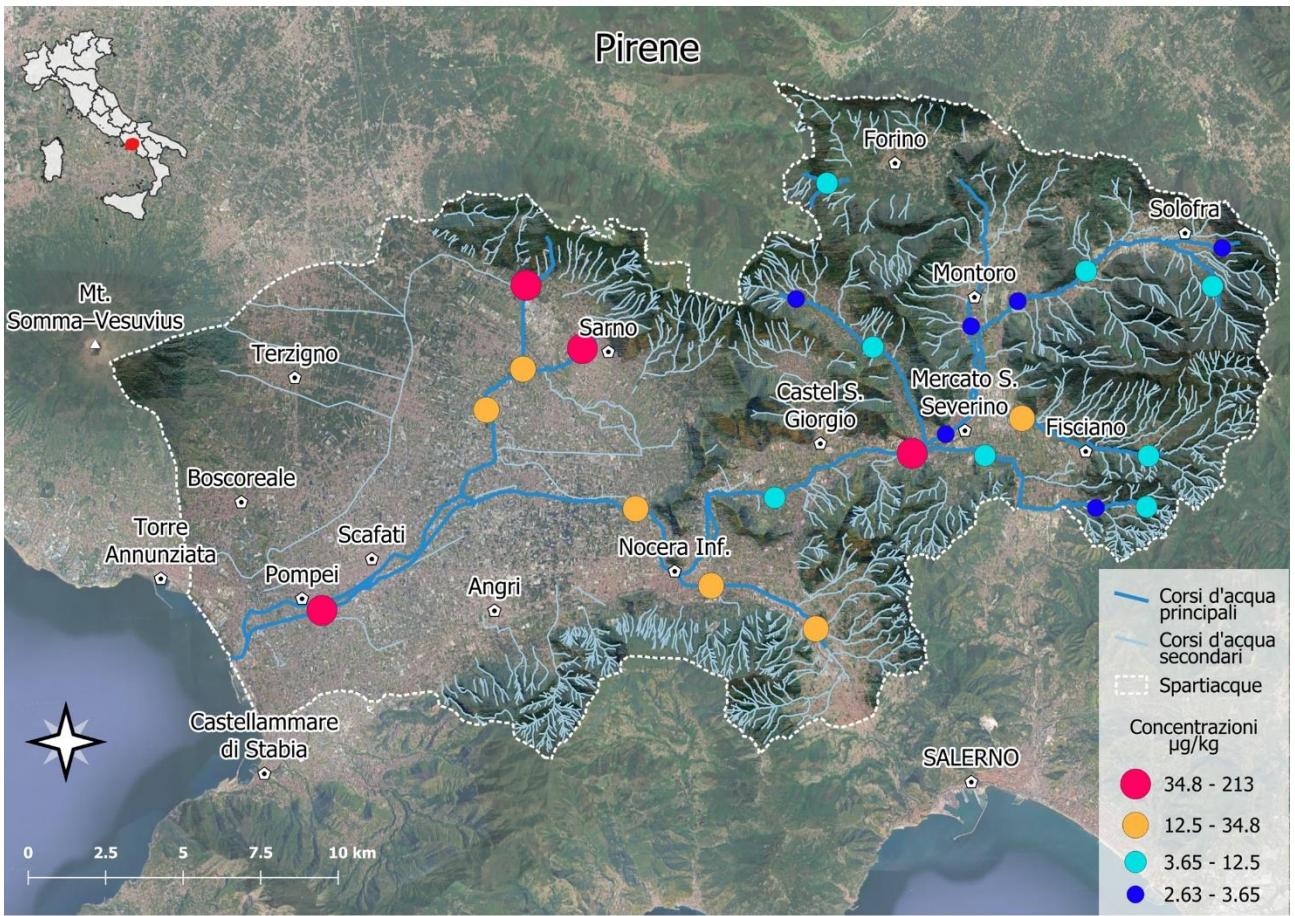 Pirene
Forino
Solofra
Montoro
Mt.
Somma–Vesuvius
Sarno
Terzigno
Castel S.
Giorgio
Mercato S.
Severino
Fisciano
Boscoreale
Torre
Annunziata
Scafati
Nocera Inf.
Pompei
Angri
Castellammare
di Stabia
SALERNO
Corsi d'acqua
principali
Corsi d'acqua
secondari
Spartiacque
Concentrazioni
µg/kg
34.8 - 213
12.5 - 34.8
3.65 - 12.5
2.63 - 3.65
0 2.5 5 7.5 10 km